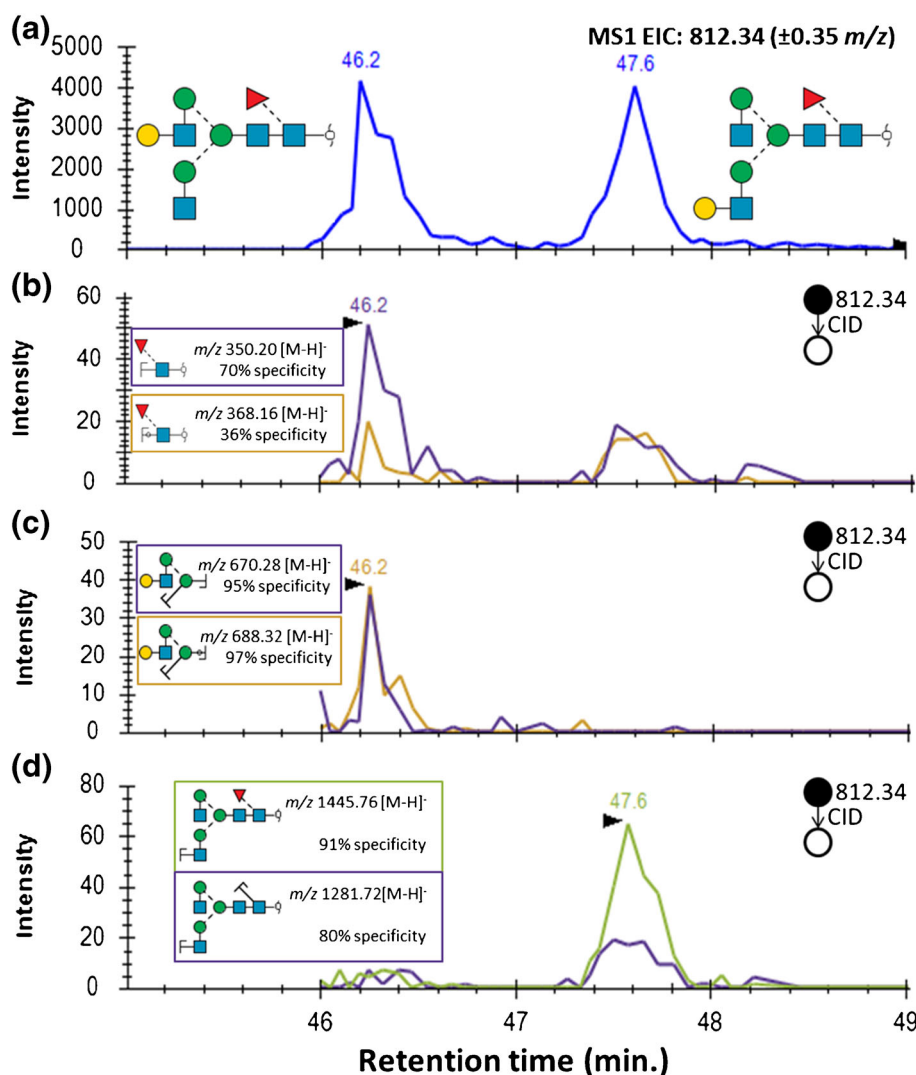 (a)
MS1 EIC: 812.34 (±0.35 m/z)
5000
4000
3000
2000
1000
0
Intensity
46.2
47.6
(b)
60
40
20
0
Intensity
46.2
m/z 350.20 [M-H]-
70% specificity
m/z 368.16 [M-H]-
36% specificity
812.34
CID
(c)
50
40
30
20
10
0
Intensity
46.2
m/z 670.28 [M-H]-
95% specificity
m/z 688.32 [M-H]-
97% specificity
812.34
CID
(d)
80
60
40
20
0
Intensity
47.6
m/z 1445.76 [M-H]-
91% specificity
m/z 1281.72[M-H]-
80% specificity
812.34
CID
46
47
48
49
Retention time (min.)